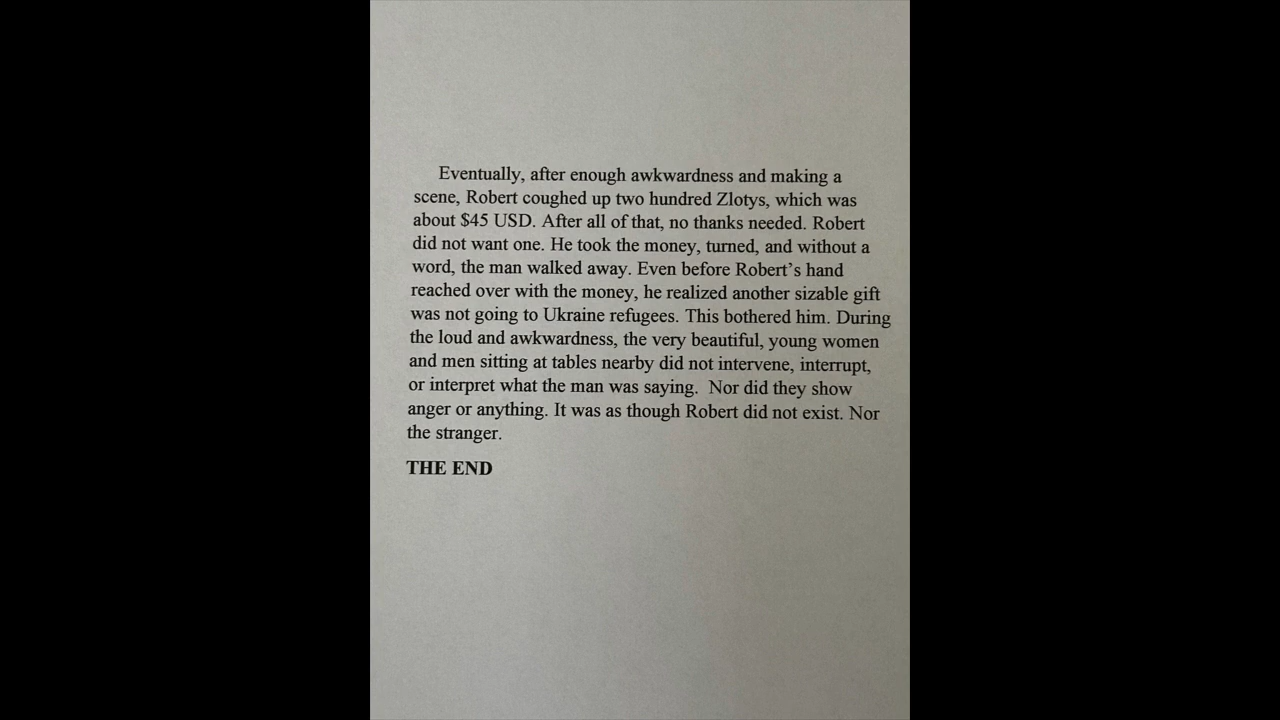 Eventually, after enough awkwardness and making a
scene, Robert coughed up two hundred Zlotys, which was
about $45 USD. After all of that, no thanks needed. Robert
did not want one. He took the money, turned, and without a
word, the man walked away. Even before Robert’s hand
reached over with the money, he realized another sizable gift
was not going to Ukraine refugees. This bothered him. During
the loud and awkwardness, the very beautiful, young women
and men sitting at tables nearby did not intervene, interrupt,
or interpret what the man was saying.  Nor did they show
anger or anything. It was as though Robert did not exist. Nor
the stranger.
THE END